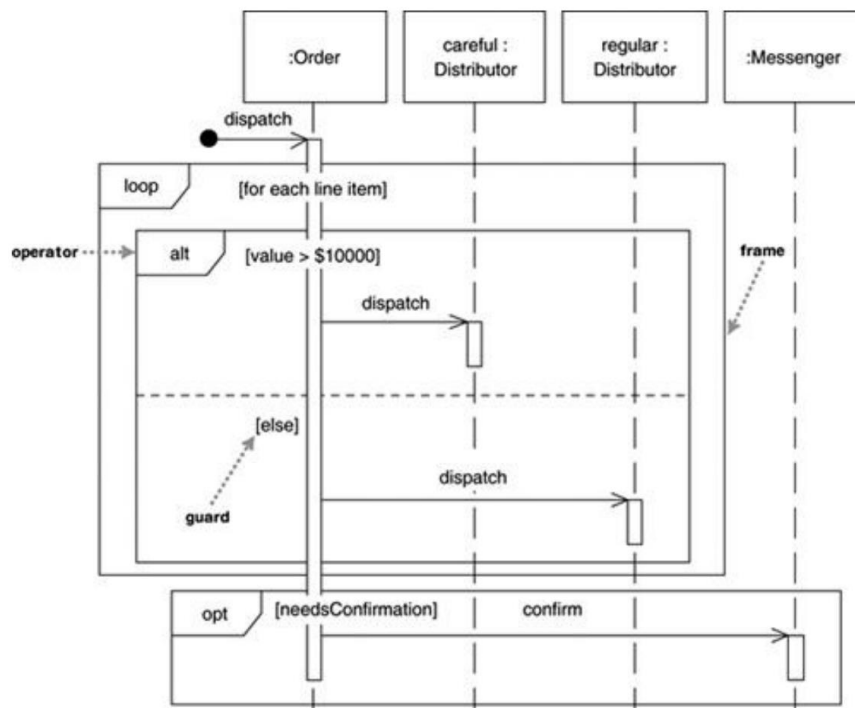 :Order
careful :
Distributor
regular :
Distributor
:Messenger
dispatch
loop
[for each line item]
operator
alt
[value > $10000]
frame
dispatch
[else]
dispatch
guard
opt
[needsConfirmation]
confirm